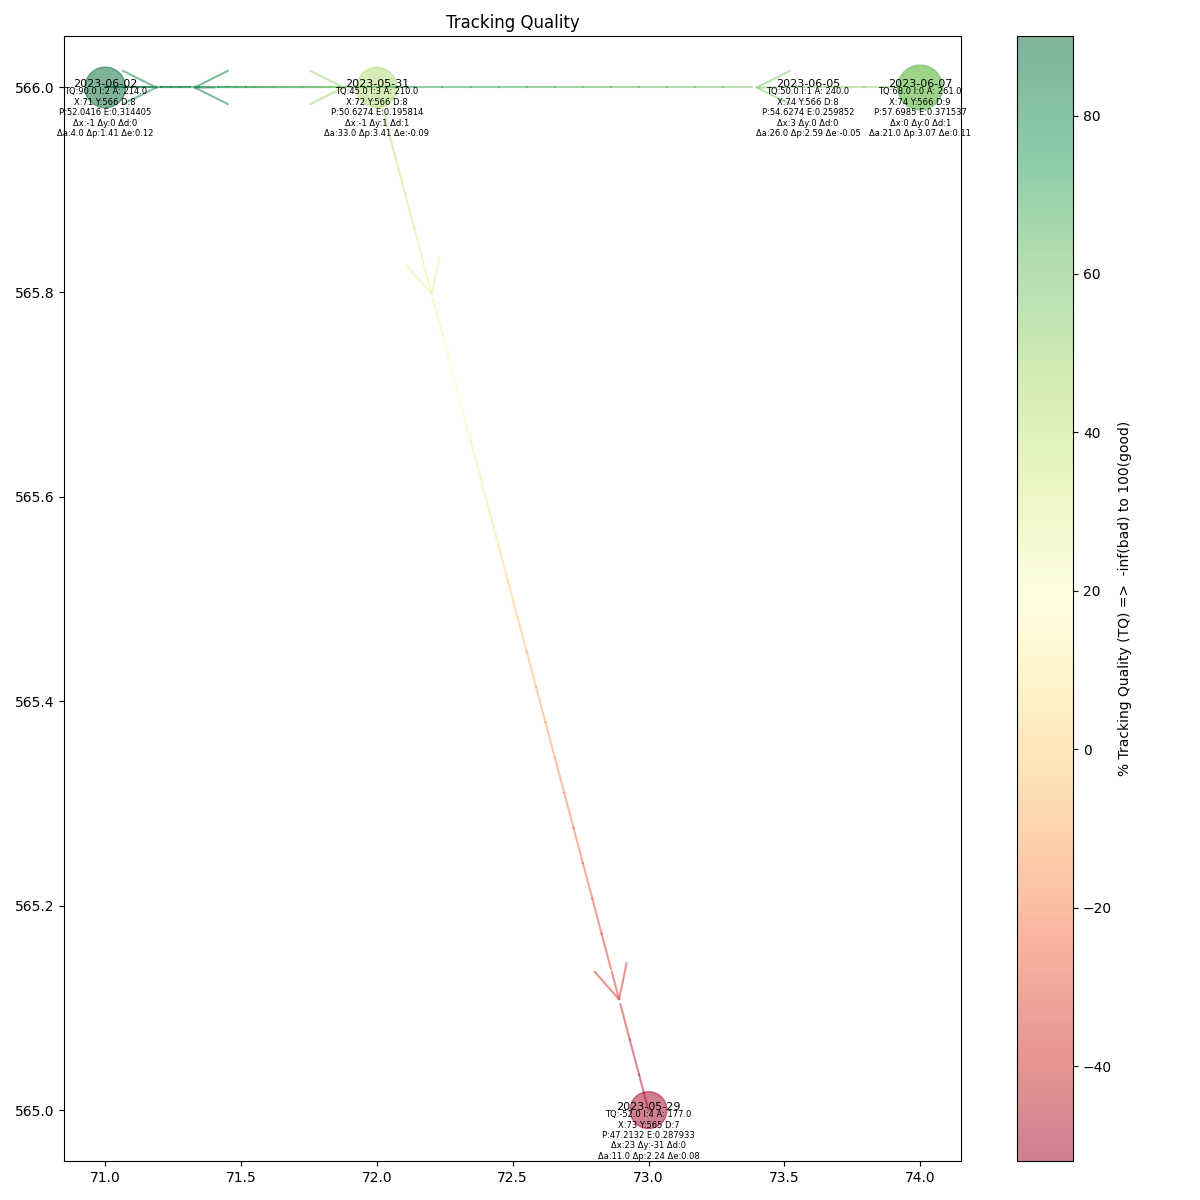 Tracking Quality
566.0
565.8
565.6
565.4
565.2
565.0
2023-06-02
TQ:90.0 I:2 A: 214.0
X:71 Y:566 D:8
P:52.0416 E:0.314405
Δx:-1 Δy:0 Δd:0
Δa:4.0 Δp:1.41 Δe:0.12
2023-05-31
TQ:45.0 I:3 A: 210.0
X:72 Y:566 D:8
P:50.6274 E:0.195814
Δx:-1 Δy:1 Δd:1
Δa:33.0 Δp:3.41 Δe:-0.09
2023-06-05
TQ:50.0 I:1 A: 240.0
X:74 Y:566 D:8
P:54.6274 E:0.259852
Δx:3 Δy:0 Δd:0
Δa:26.0 Δp:2.59 Δe:-0.05
2023-06-07
TQ:68.0 I:0 A: 261.0
X:74 Y:566 D:9
P:57.6985 E:0.371537
Δx:0 Δy:0 Δd:1
Δa:21.0 Δp:3.07 Δe:0.11
2023-05-29
TQ:-52.0 I:4 A: 177.0
X:73 Y:565 D:7
P:47.2132 E:0.287933
Δx:23 Δy:-31 Δd:0
Δa:11.0 Δp:2.24 Δe:0.08
71.0 71.5 72.0 72.5 73.0 73.5 74.0
80
60
40
20
0
−20
−40
% Tracking Quality (TQ) => -inf(bad) to 100(good)